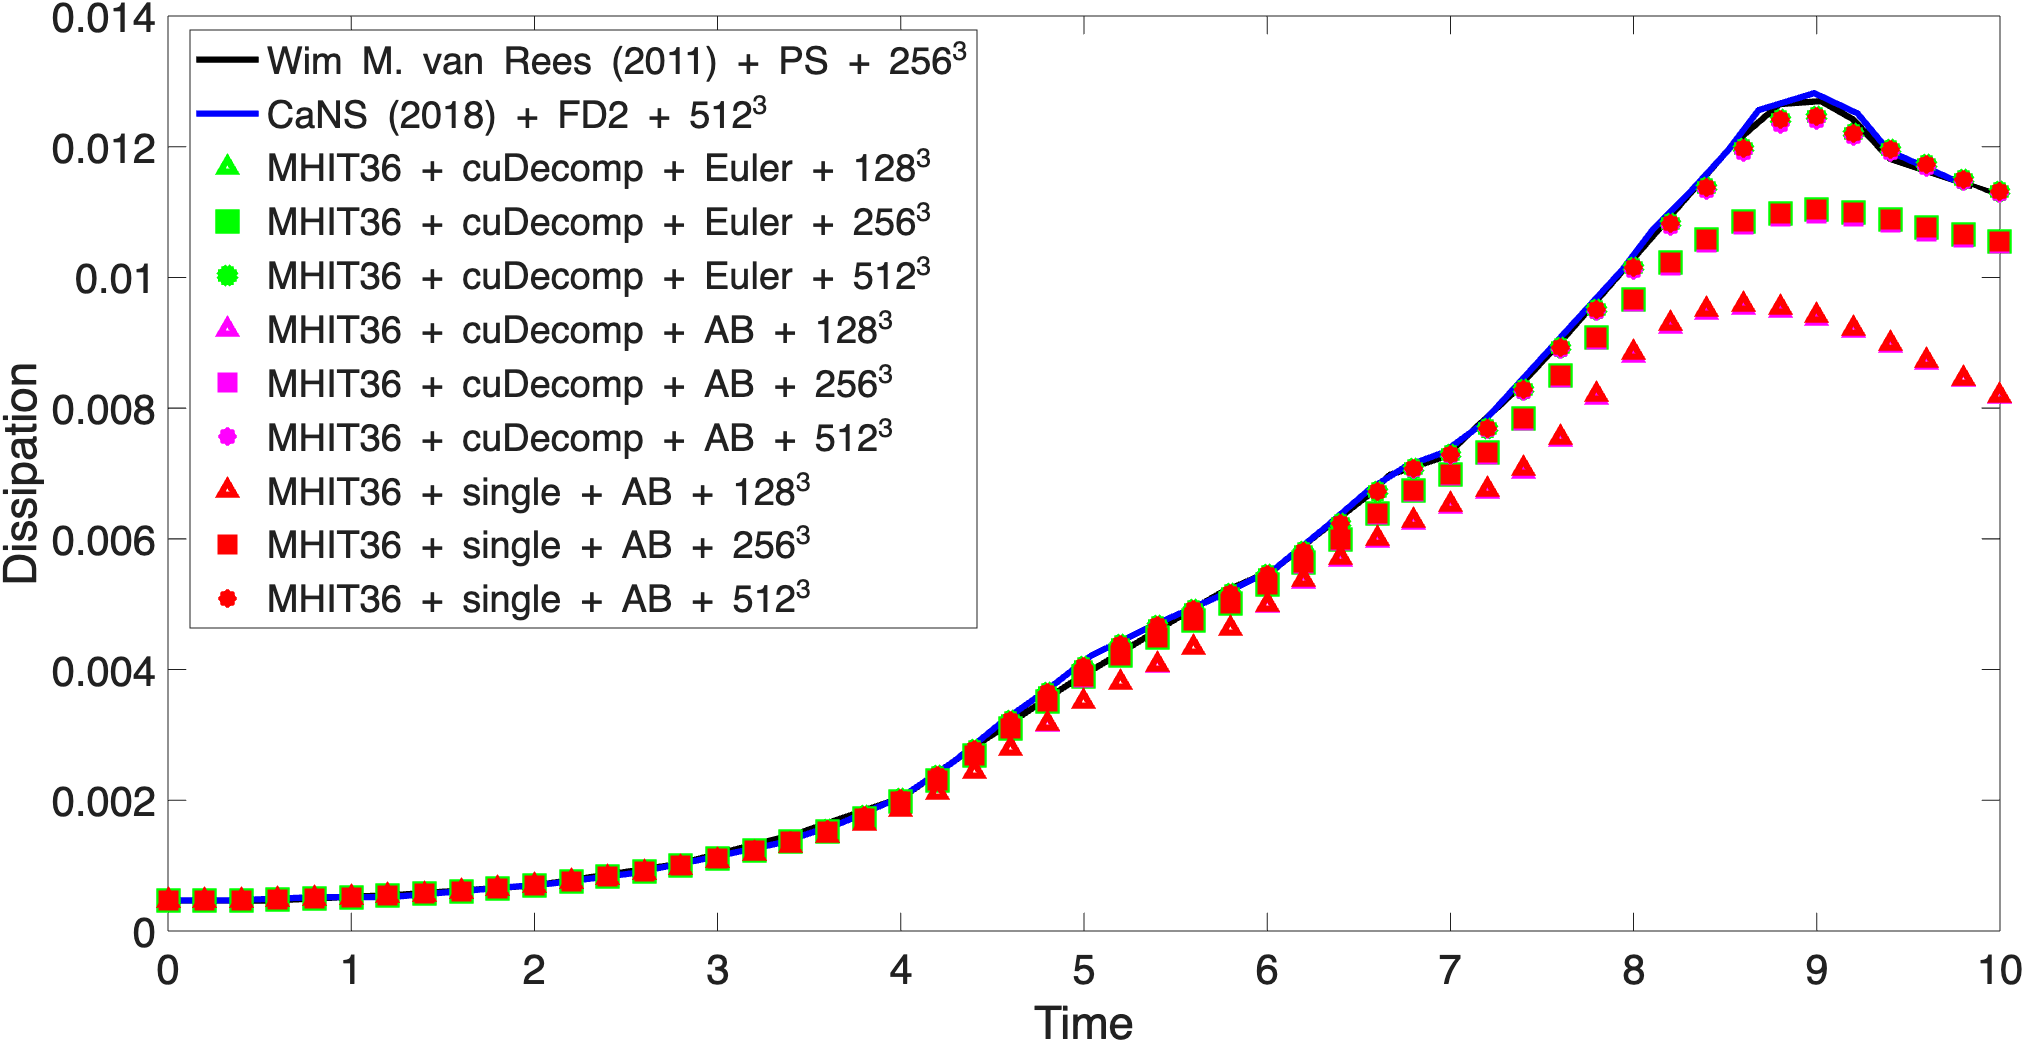 0.014
0.012
0.01
0.008
0.006
0.004
0.002
0
Dissipation
Wim M. van Rees (2011) + PS + 256³
CaNS (2018) + FD2 + 512³
MHIT36 + cuDecomp + Euler + 128³
MHIT36 + cuDecomp + Euler + 256³
MHIT36 + cuDecomp + Euler + 512³
MHIT36 + cuDecomp + AB + 128³
MHIT36 + cuDecomp + AB + 256³
MHIT36 + cuDecomp + AB + 512³
MHIT36 + single + AB + 128³
MHIT36 + single + AB + 256³
MHIT36 + single + AB + 512³
0 1 2 3 4 5 6 7 8 9 10
Time